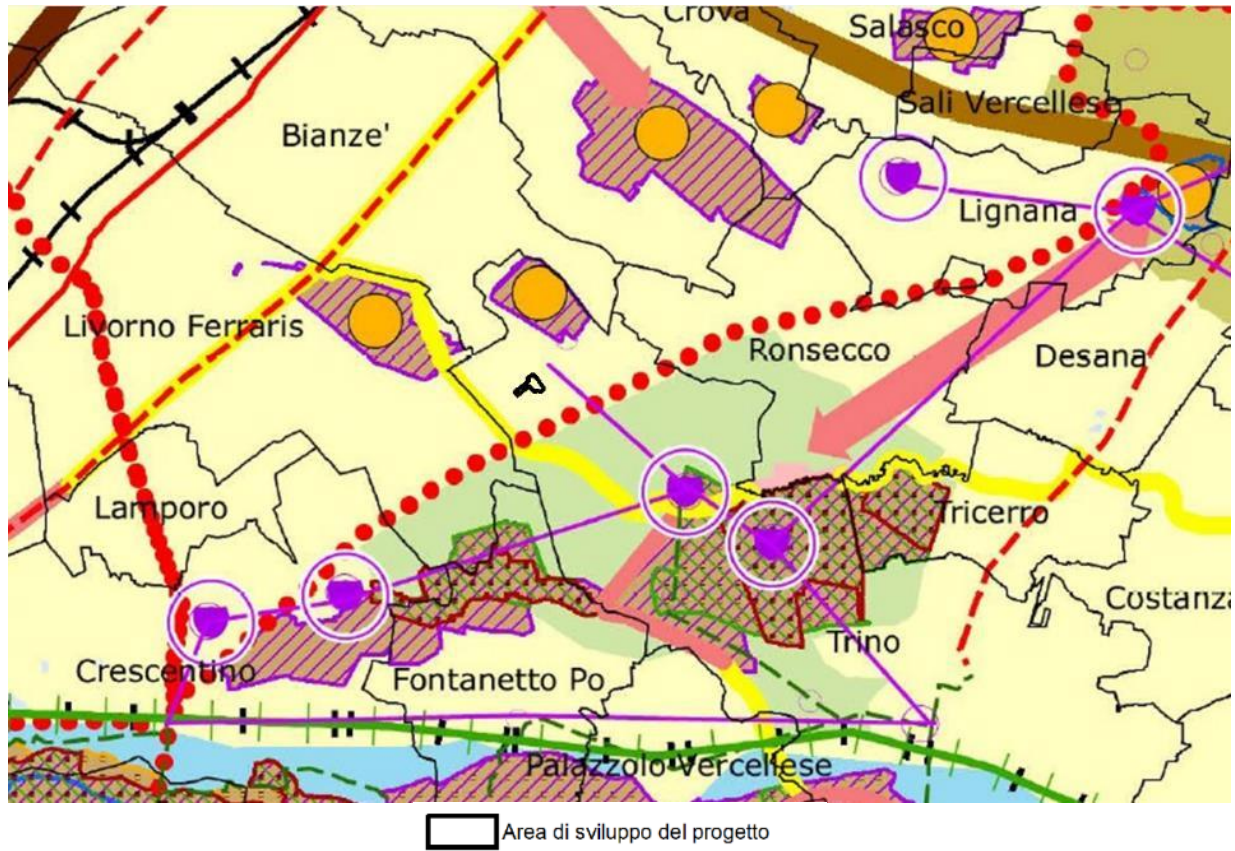 Crova
Salasco
Sali Vercellese
Bianze'
Lignana
Livorno Ferraris
Ronsecco
Desana
Lamporo
Tricerro
Costanza
Trino
Crescentino
Fontanetto Po
Palazzolo Vercellese
Area di sviluppo del progetto